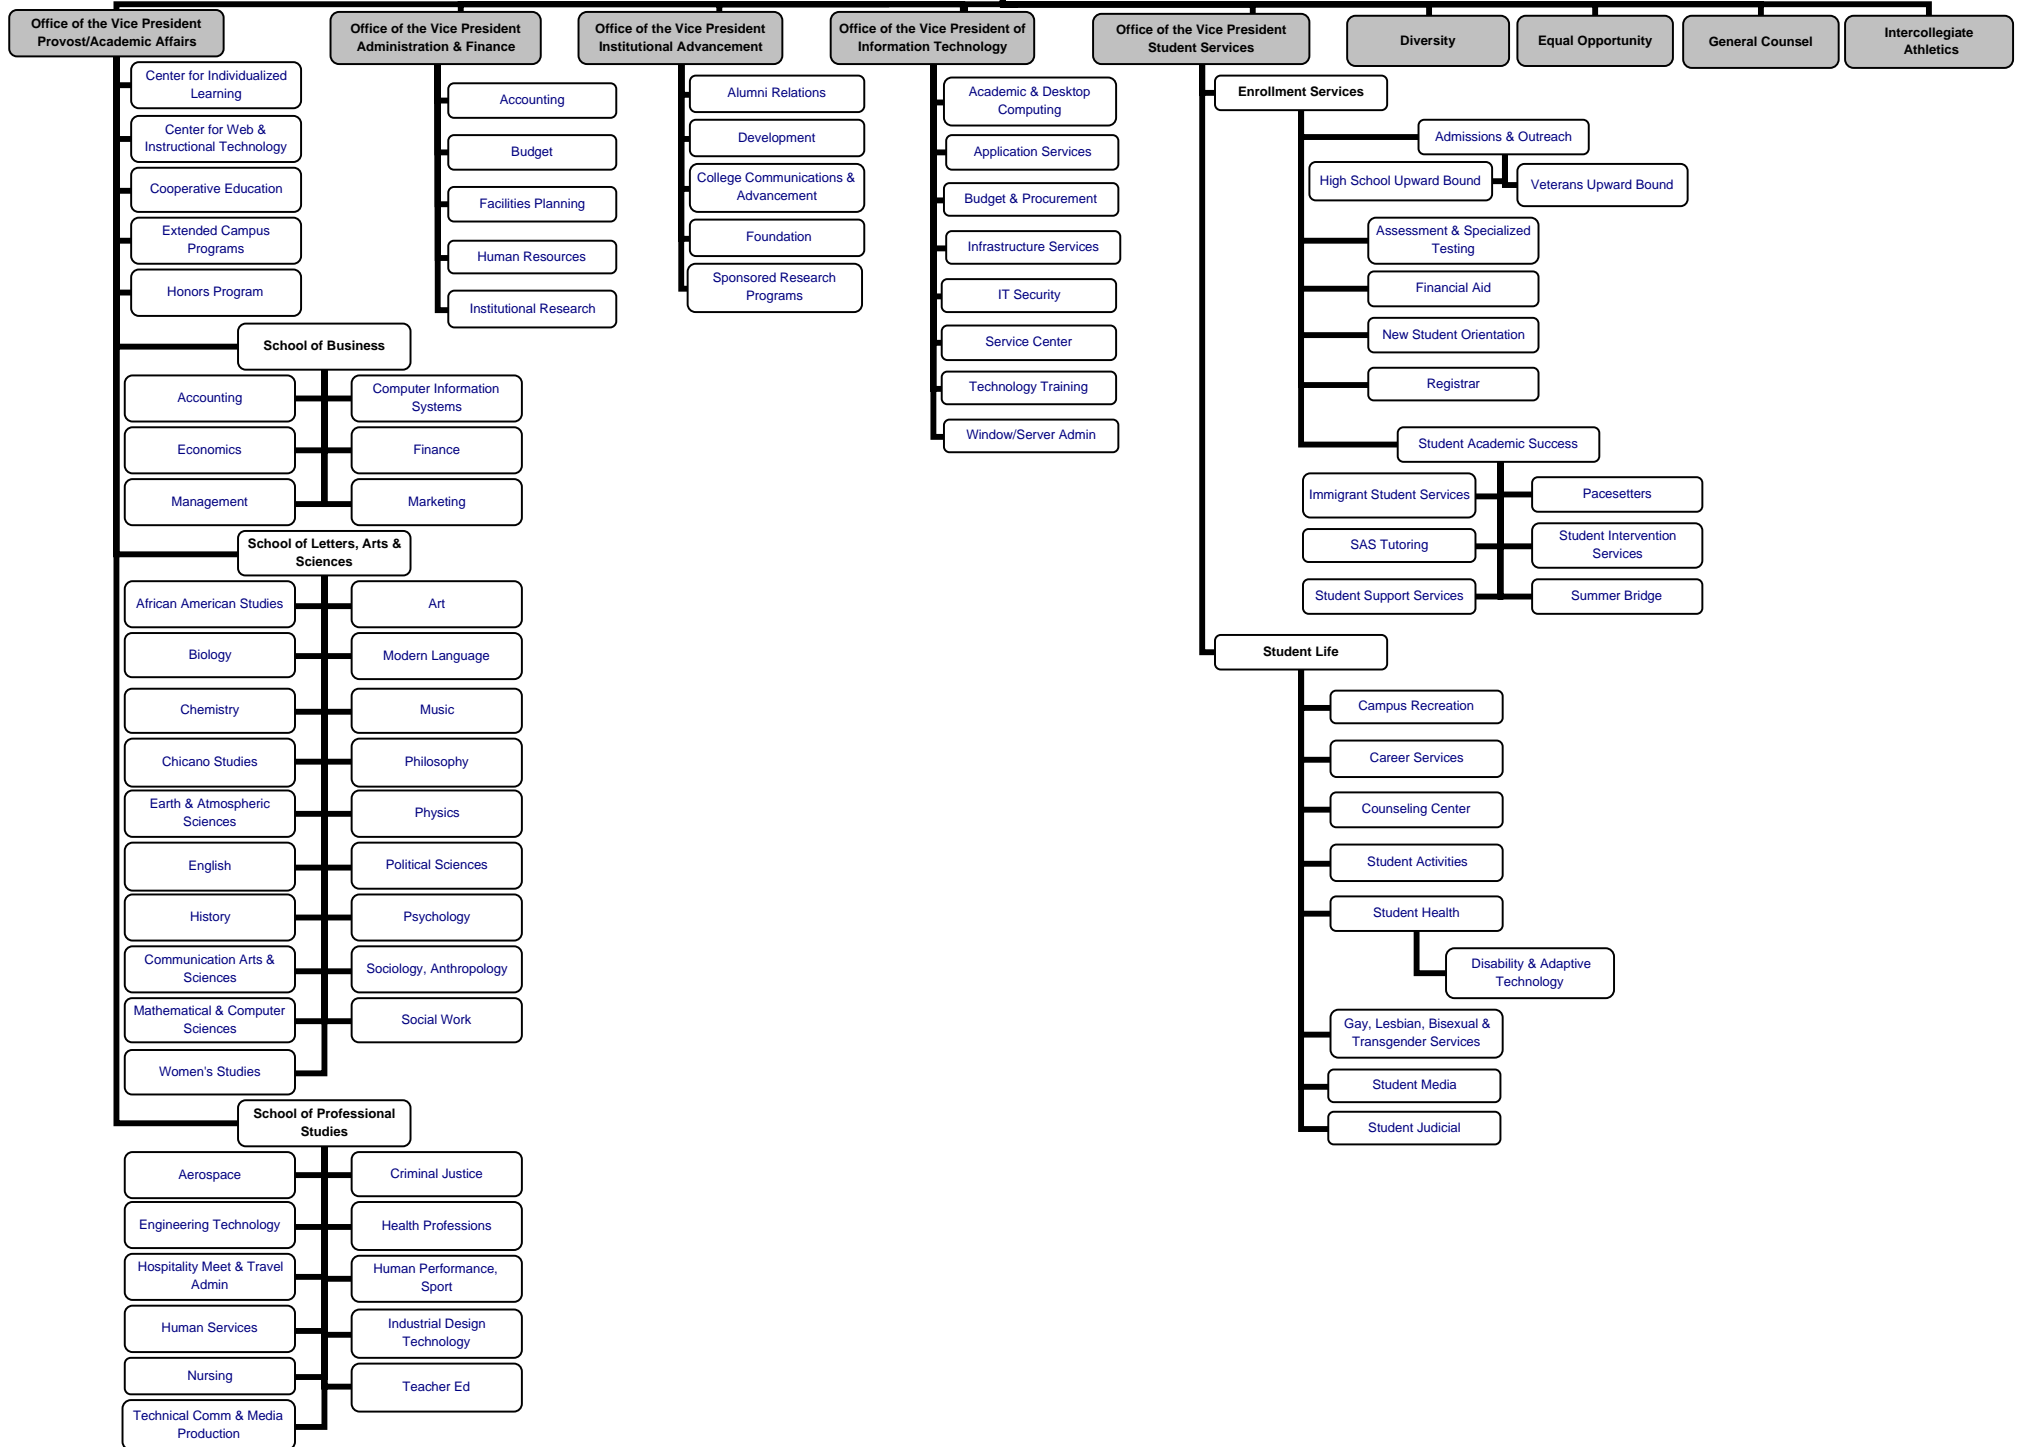 Office of the Vice President
Provost/Academic Affairs
Office of the Vice President
Administration & Finance
Office of the Vice President
Institutional Advancement
Office of the Vice President of
Information Technology
Office of the Vice President
Student Services
Diversity
Equal Opportunity
General Counsel
Intercollegiate
Athletics
Center for Individualized
Learning
Center for Web &
Instructional Technology
Cooperative Education
Extended Campus
Programs
Honors Program
School of Business
Accounting
Computer Information
Systems
Economics
Finance
Management
Marketing
School of Letters, Arts &
Sciences
African American Studies
Art
Biology
Modern Language
Chemistry
Music
Chicano Studies
Philosophy
Earth & Atmospheric
Sciences
Physics
English
Political Sciences
History
Psychology
Communication Arts &
Sciences
Sociology, Anthropology
Mathematical & Computer
Sciences
Social Work
Women's Studies
School of Professional
Studies
Aerospace
Criminal Justice
Engineering Technology
Health Professions
Hospitality Meet & Travel
Admin
Human Performance,
Sport
Human Services
Industrial Design
Technology
Nursing
Teacher Ed
Technical Comm & Media
Production
Accounting
Budget
Facilities Planning
Human Resources
Institutional Research
Alumni Relations
Development
College Communications &
Advancement
Foundation
Sponsored Research
Programs
Academic & Desktop
Computing
Application Services
Budget & Procurement
Infrastructure Services
IT Security
Service Center
Technology Training
Window/Server Admin
Enrollment Services
Admissions & Outreach
High School Upward Bound
Veterans Upward Bound
Assessment & Specialized
Testing
Financial Aid
New Student Orientation
Registrar
Student Academic Success
Immigrant Student Services
Pacesetters
SAS Tutoring
Student Intervention
Services
Student Support Services
Summer Bridge
Student Life
Campus Recreation
Career Services
Counseling Center
Student Activities
Student Health
Disability & Adaptive
Technology
Gay, Lesbian, Bisexual &
Transgender Services
Student Media
Student Judicial